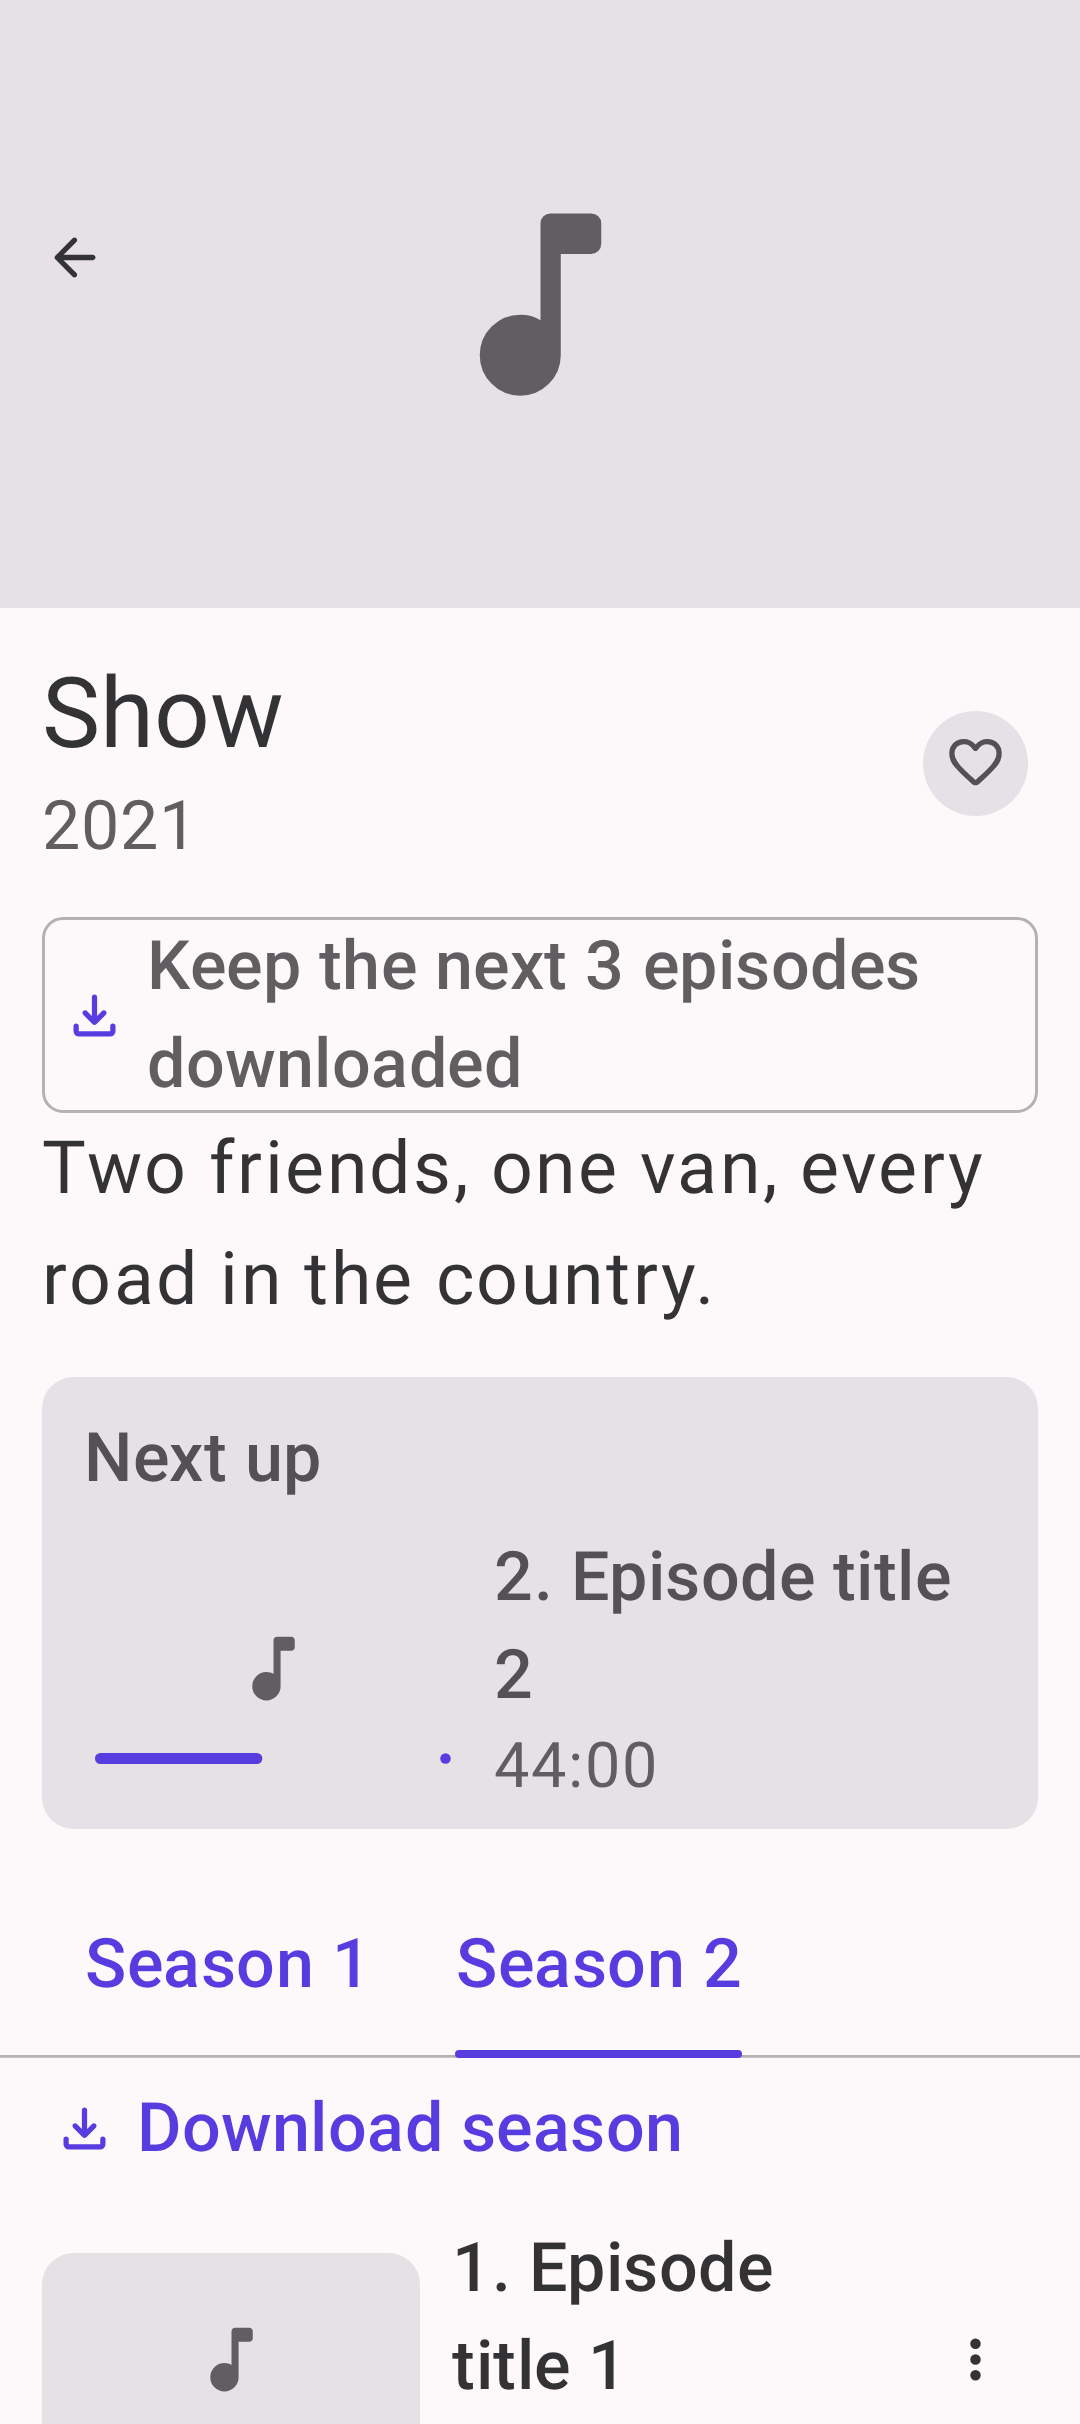 Show
2021
Keep the next 3 episodes
downloaded
Two friends, one van, every
road in the country.
Next up
2. Episode title
2
44:00
Season 1 Season 2
Download season
1. Episode
title 1